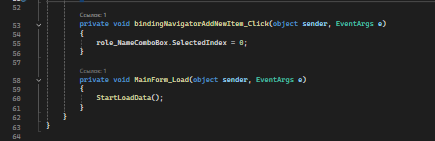 52
Ссылок: 1
53 private void bindingNavigatorAddNewItem_Click(object sender, EventArgs e)
54 {
55 role_NameComboBox.SelectedIndex = 0;
56 }
57
Ссылок: 1
58 private void MainForm_Load(object sender, EventArgs e)
59 {
60 StartLoadData();
61 }
62 }
63 }
64